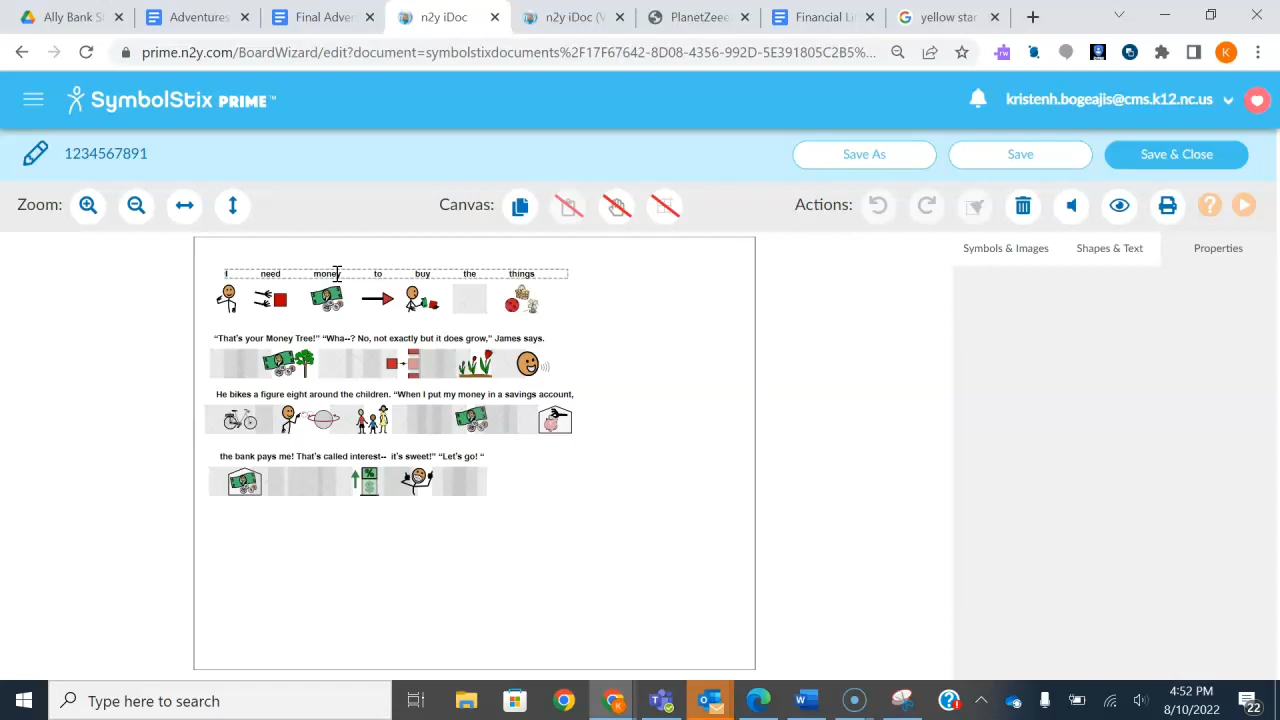 Ally Bank St
Adventures
Final Adver
n2y iDoc
n2y iDoc (V
PlanetZeee
Financial Li
yellow star
prime.n2y.com/BoardWizard/edit?document=symbolstixdocuments%2F17F67642-8D08-4356-992D-5E391805C2B5%...
K
SymbolStix PRIME™
kristenh.bogeajis@cms.k12.nc.us
1234567891
Save As
Save
Save & Close
Zoom:
Canvas:
Actions:
Symbols & Images
Shapes & Text
Properties
I need money to buy the things
“That's your Money Tree!” “Wha--? No, not exactly but it does grow,” James says.
He bikes a figure eight around the children. “When I put my money in a savings account,
the bank pays me! That's called interest-- it's sweet!” “Let's go! “
Type here to search
4:52 PM
8/10/2022
22